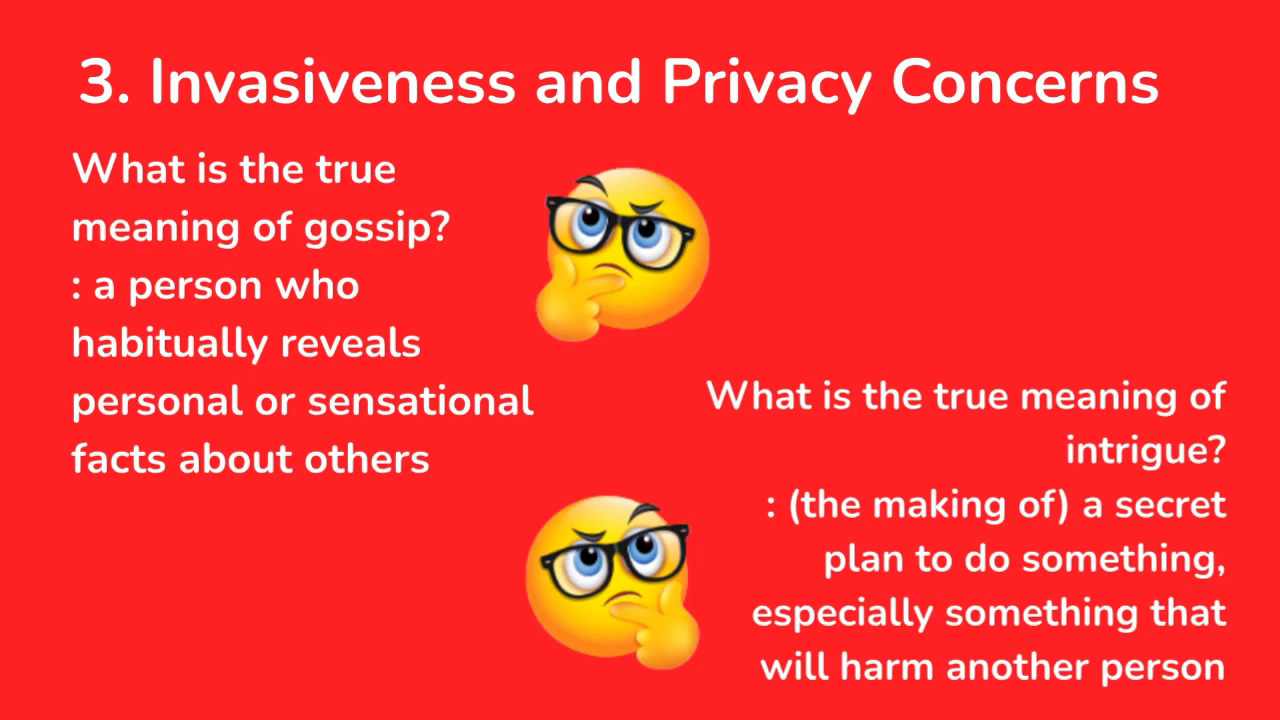 3. Invasiveness and Privacy Concerns
What is the true
meaning of gossip?
: a person who
habitually reveals
personal or sensational
facts about others
What is the true meaning of
intrigue?
: (the making of) a secret
plan to do something,
especially something that
will harm another person